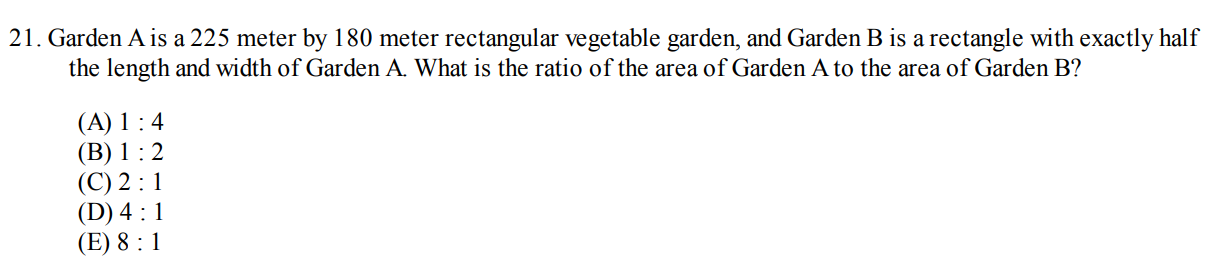 21. Garden A is a 225 meter by 180 meter rectangular vegetable garden, and Garden B is a rectangle with exactly half
the length and width of Garden A. What is the ratio of the area of Garden A to the area of Garden B?
(A) 1 : 4
(B) 1 : 2
(C) 2 : 1
(D) 4 : 1
(E) 8 : 1